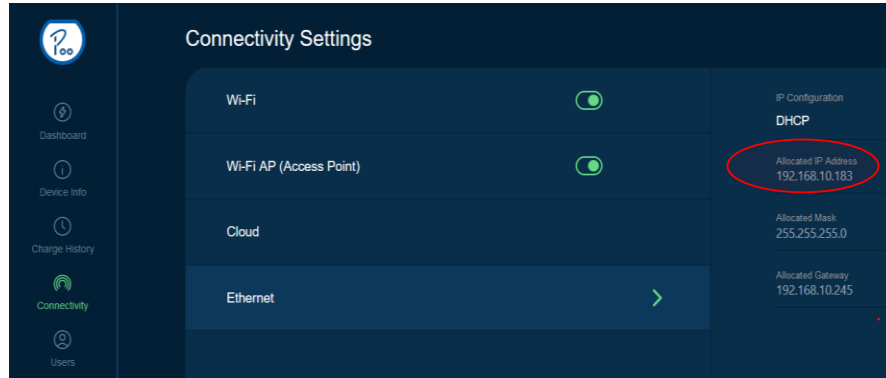 Poo
Connectivity Settings
Dashboard
Device Info
Charge History
Connectivity
Users
Wi-Fi
Wi-Fi AP (Access Point)
Cloud
Ethernet
IP Configuration
DHCP
Allocated IP Address
192.168.10.183
Allocated Mask
255.255.255.0
Allocated Gateway
192.168.10.245